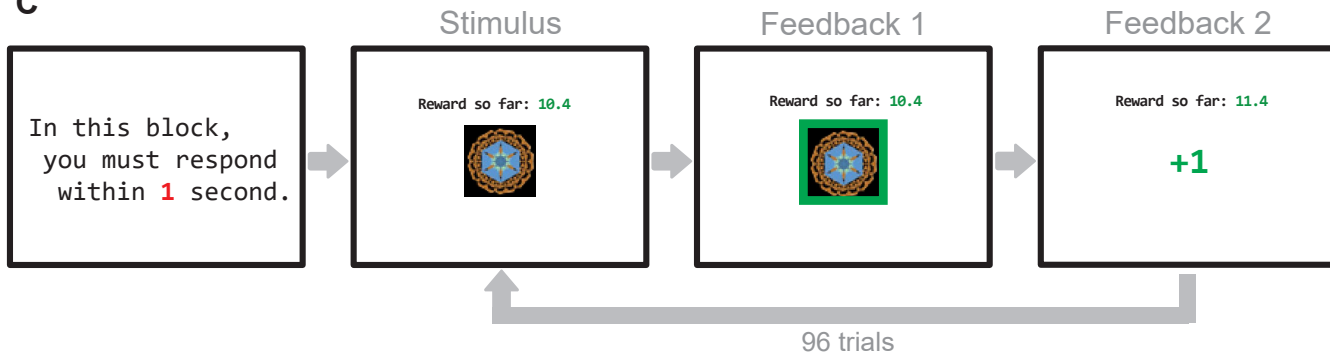 C
Stimulus
Feedback 1
Feedback 2
In this block,
you must respond
within 1 second.
Reward so far: 10.4
Reward so far: 10.4
Reward so far: 11.4
+1
96 trials